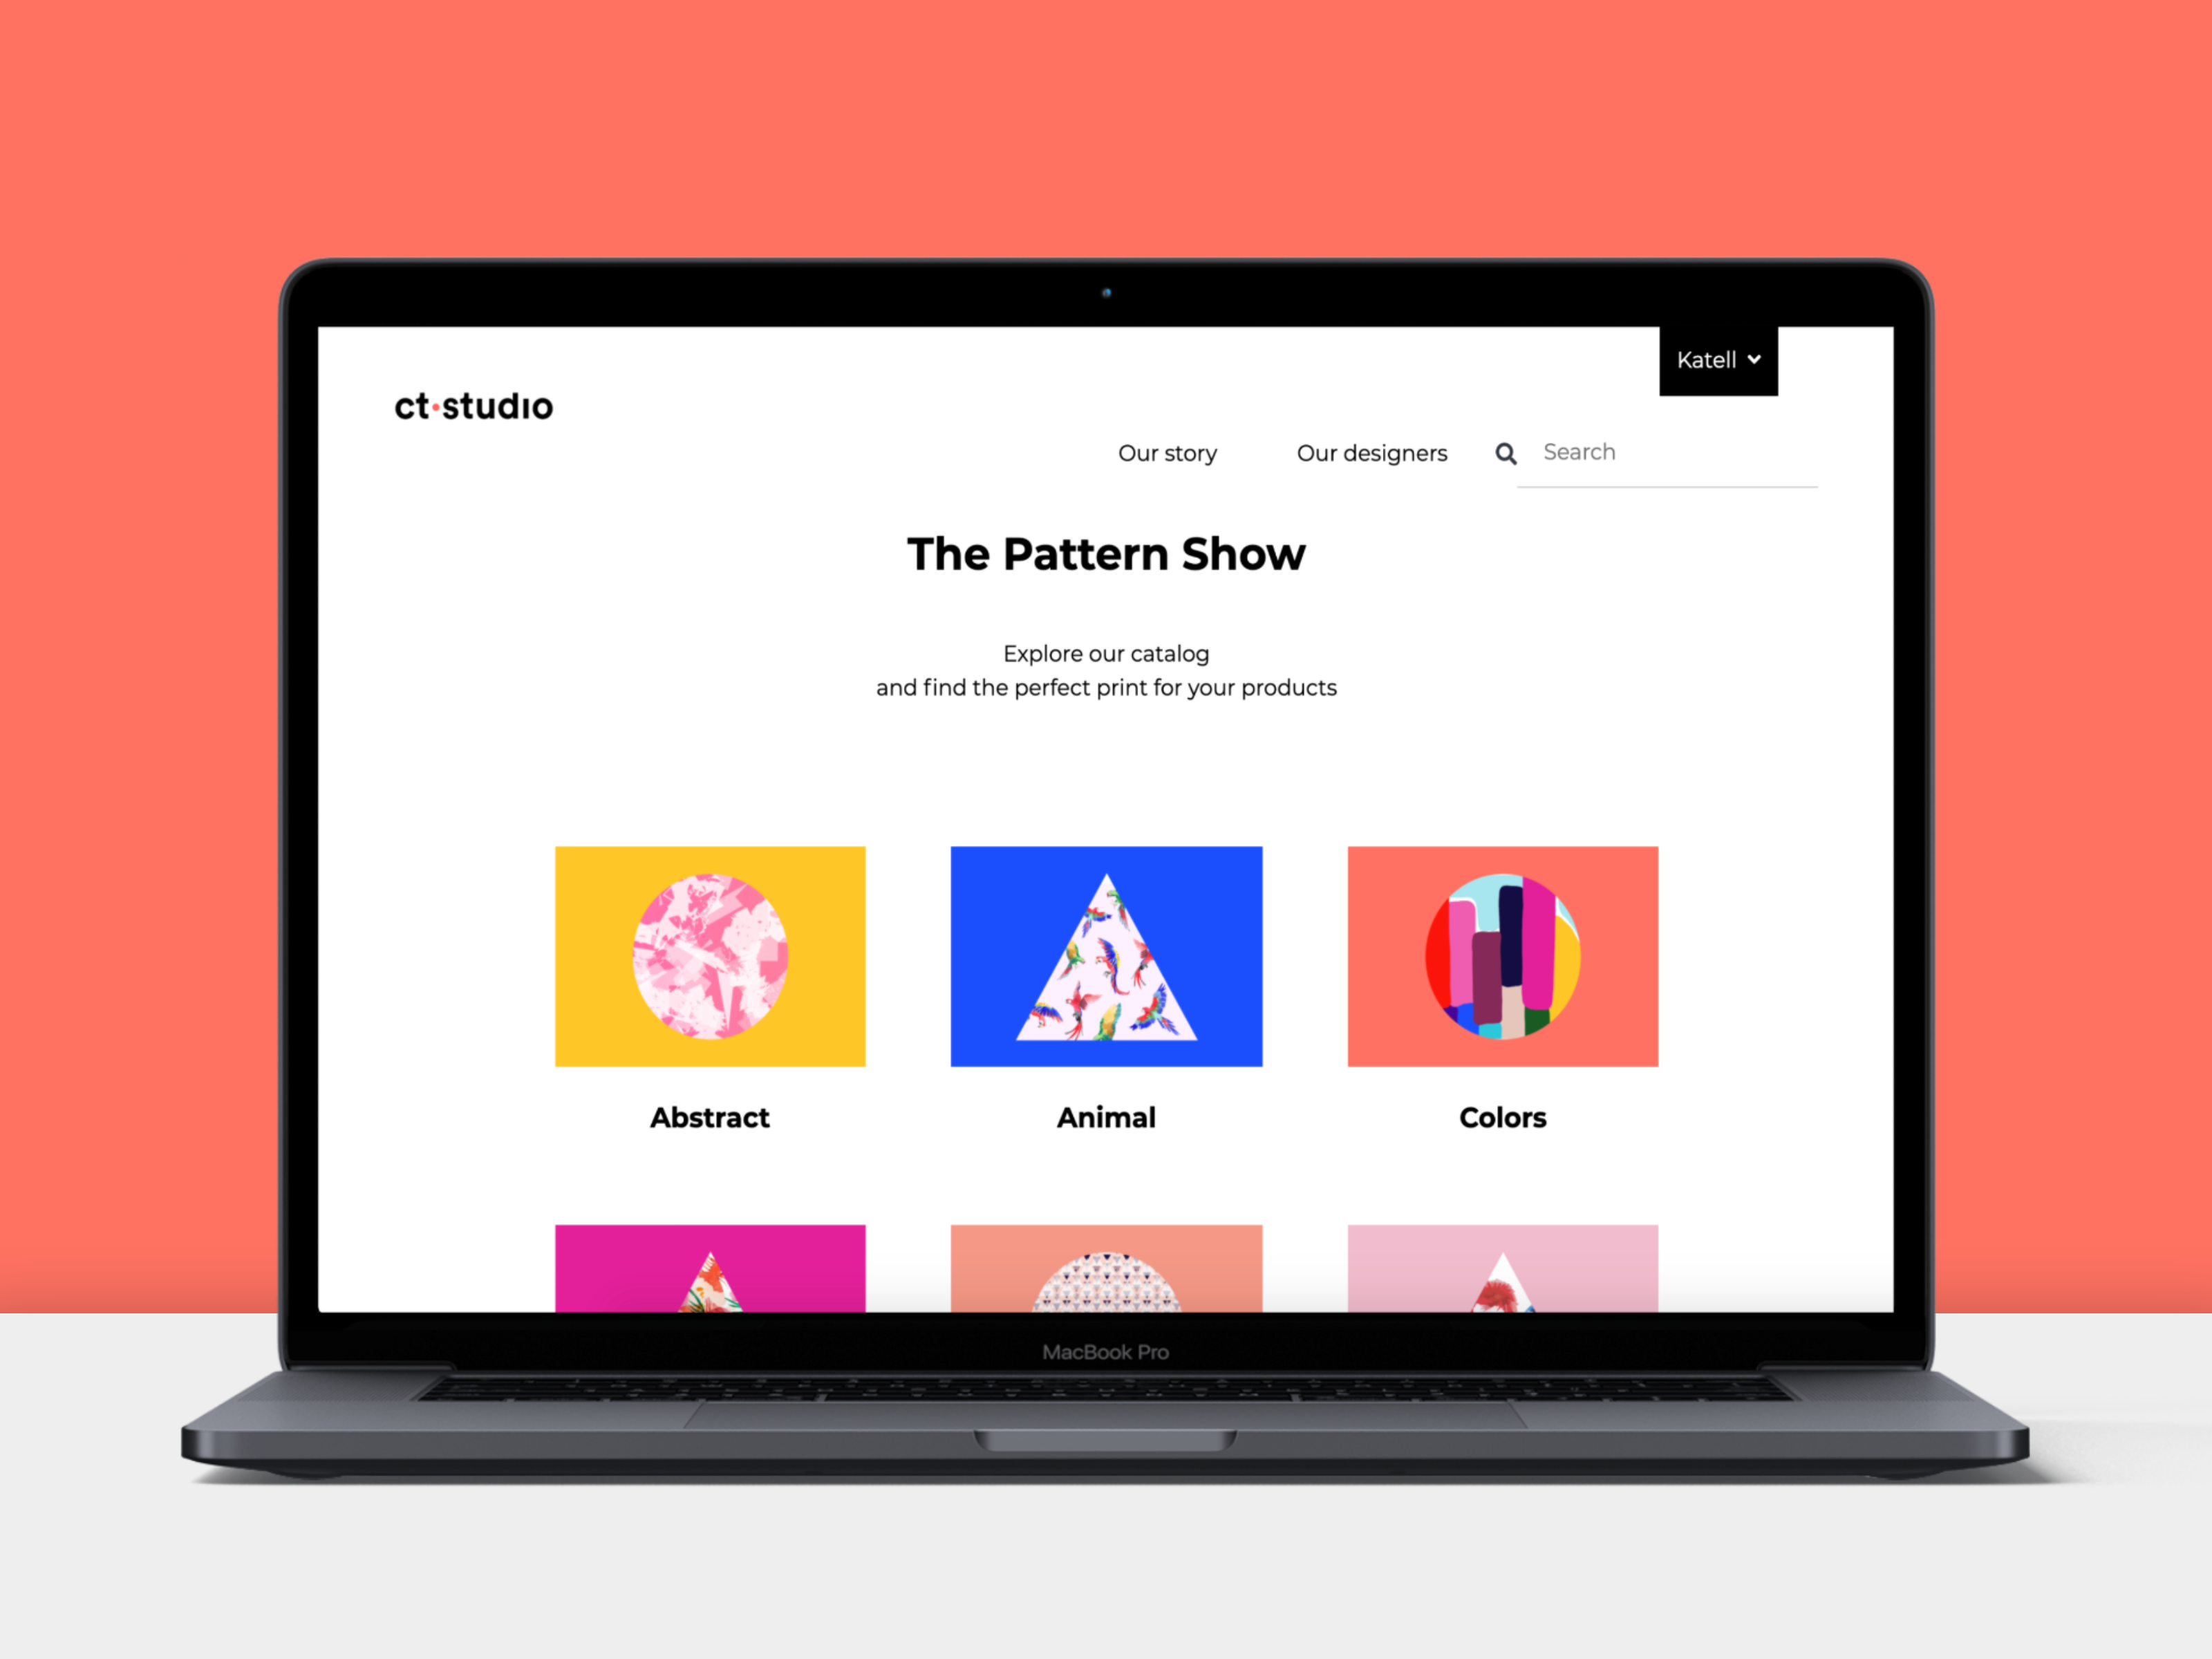 Katell
ct·studıo
Our story
Our designers
Search
The Pattern Show
Explore our catalog
and find the perfect print for your products
Abstract
Animal
Colors
MacBook Pro